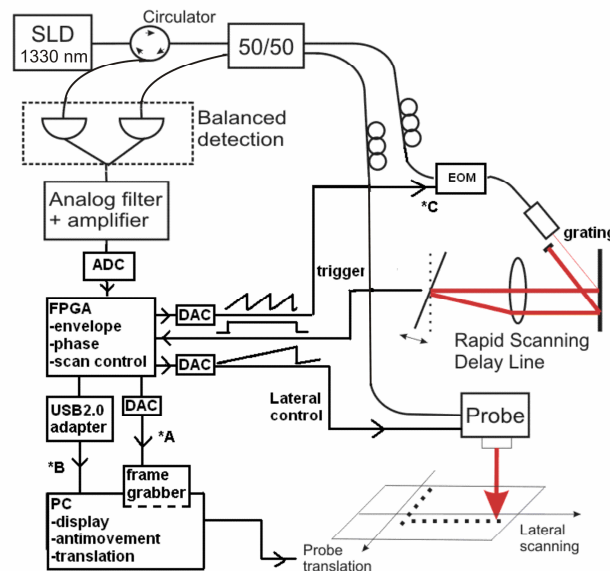 SLD
1330 nm
Circulator
50/50
Balanced
detection
Analog filter
+ amplifier
EOM
*C
grating
ADC
trigger
FPGA
-envelope
-phase
-scan control
DAC
DAC
Rapid Scanning
Delay Line
USB2.0
adapter
DAC
Lateral
control
Probe
*A
*B
frame
grabber
PC
-display
-antimovement
-translation
Probe
translation
Lateral
scanning